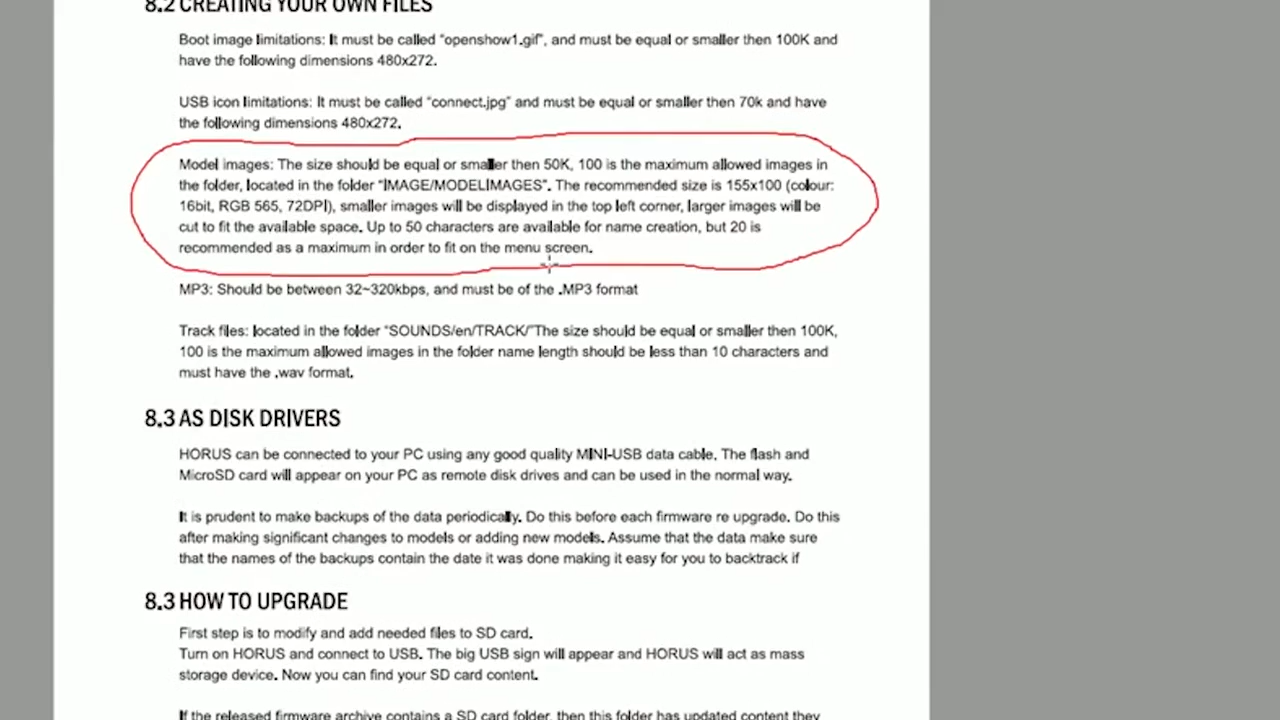 8.2 CREATING YOUR OWN FILES
Boot image limitations: It must be called "openshow1.gif", and must be equal or smaller then 100K and
have the following dimensions 480x272.
USB icon limitations: It must be called "connect.jpg" and must be equal or smaller then 70k and have
the following dimensions 480x272.
Model images: The size should be equal or smaller then 50K, 100 is the maximum allowed images in
the folder, located in the folder "IMAGE/MODELIMAGES". The recommended size is 155x100 (colour:
16bit, RGB 565, 72DPI), smaller images will be displayed in the top left corner, larger images will be
cut to fit the available space. Up to 50 characters are available for name creation, but 20 is
recommended as a maximum in order to fit on the menu screen.
MP3: Should be between 32~320kbps, and must be of the .MP3 format
Track files: located in the folder "SOUNDS/en/TRACK/"The size should be equal or smaller then 100K,
100 is the maximum allowed images in the folder name length should be less than 10 characters and
must have the .wav format.
8.3 AS DISK DRIVERS
HORUS can be connected to your PC using any good quality MINI-USB data cable. The flash and
MicroSD card will appear on your PC as remote disk drives and can be used in the normal way.
It is prudent to make backups of the data periodically. Do this before each firmware re upgrade. Do this
after making significant changes to models or adding new models. Assume that the data make sure
that the names of the backups contain the date it was done making it easy for you to backtrack if
8.3 HOW TO UPGRADE
First step is to modify and add needed files to SD card.
Turn on HORUS and connect to USB. The big USB sign will appear and HORUS will act as mass
storage device. Now you can find your SD card content.
If the released firmware archive contains a SD card folder, then this folder has updated content they